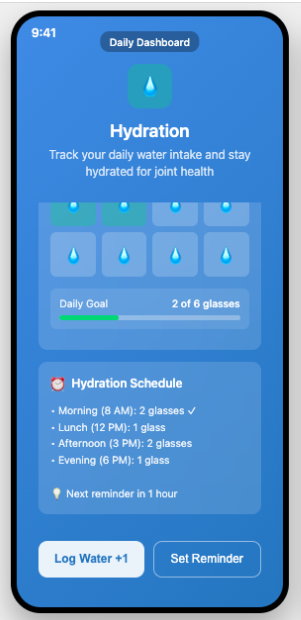 9:41
Daily Dashboard
Hydration
Track your daily water intake and stay
hydrated for joint health
Daily Goal 2 of 6 glasses
⏰ Hydration Schedule
• Morning (8 AM): 2 glasses ✓
• Lunch (12 PM): 1 glass
• Afternoon (3 PM): 2 glasses
• Evening (6 PM): 1 glass
💡 Next reminder in 1 hour
Log Water +1
Set Reminder